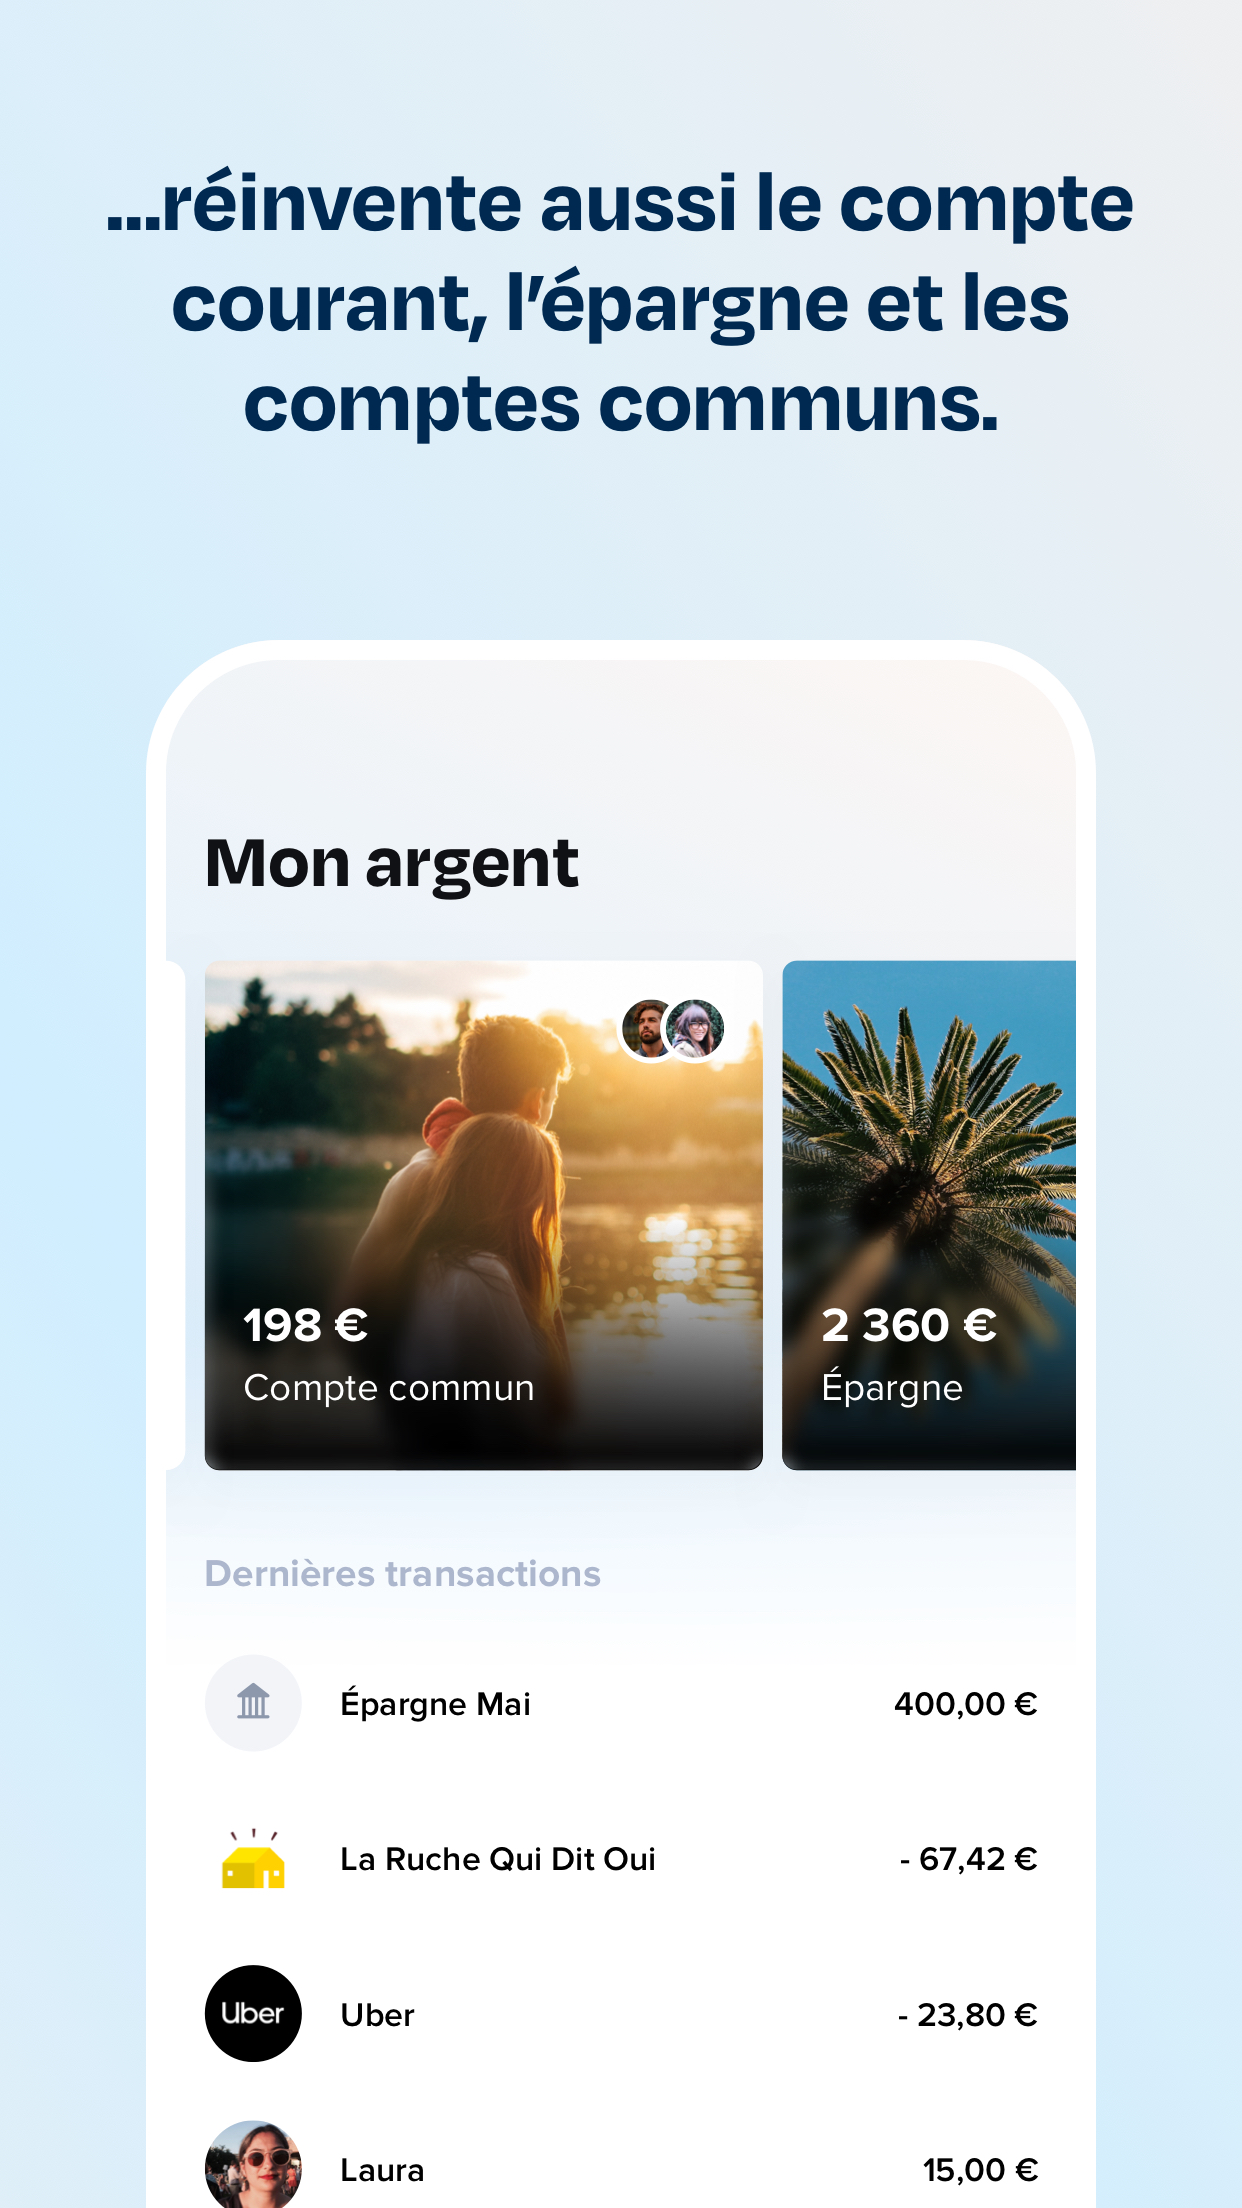 ...réinvente aussi le compte
courant, l’épargne et les
comptes communs.
Mon argent
198 €
Compte commun
2 360 €
Épargne
Dernières transactions
Épargne Mai
400,00 €
La Ruche Qui Dit Oui
- 67,42 €
Uber
Uber
- 23,80 €
Laura
15,00 €